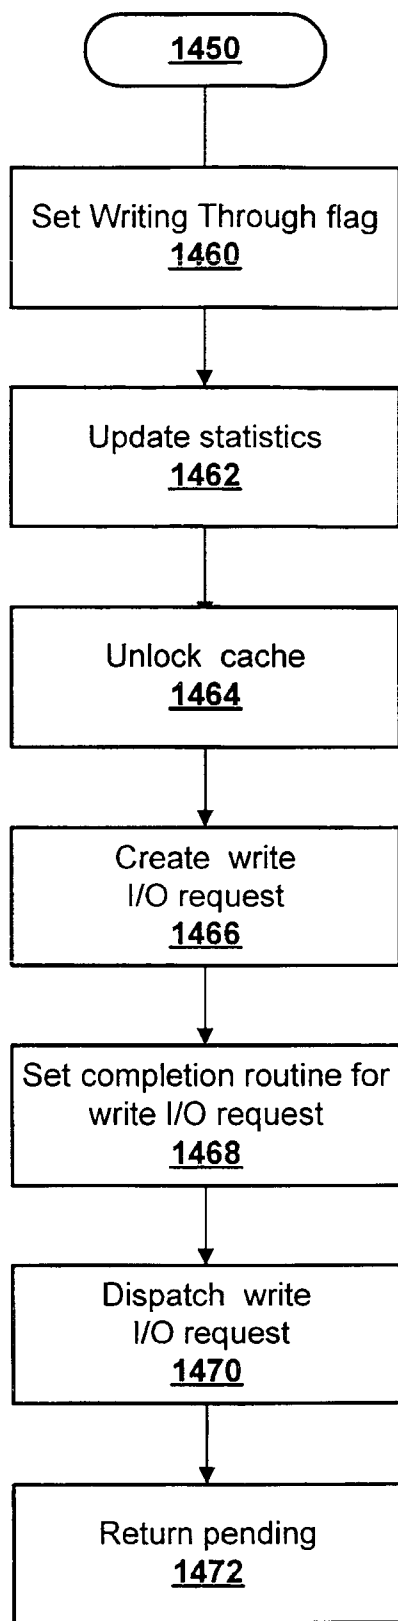 1450
Set Writing Through flag
1460
Update statistics
1462
Unlock cache
1464
Create write
I/O request
1466
Set completion routine for
write I/O request
1468
Dispatch write
I/O request
1470
Return pending
1472